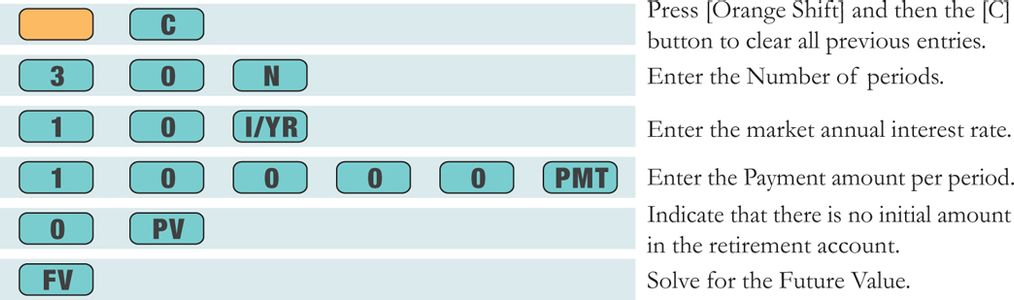 C
Press [Orange Shift] and then the [C]
button to clear all previous entries.
3 0 N
Enter the Number of periods.
1 0 I/YR
Enter the market annual interest rate.
1 0 0 0 0 PMT
Enter the Payment amount per period.
0 PV
Indicate that there is no initial amount
in the retirement account.
FV
Solve for the Future Value.